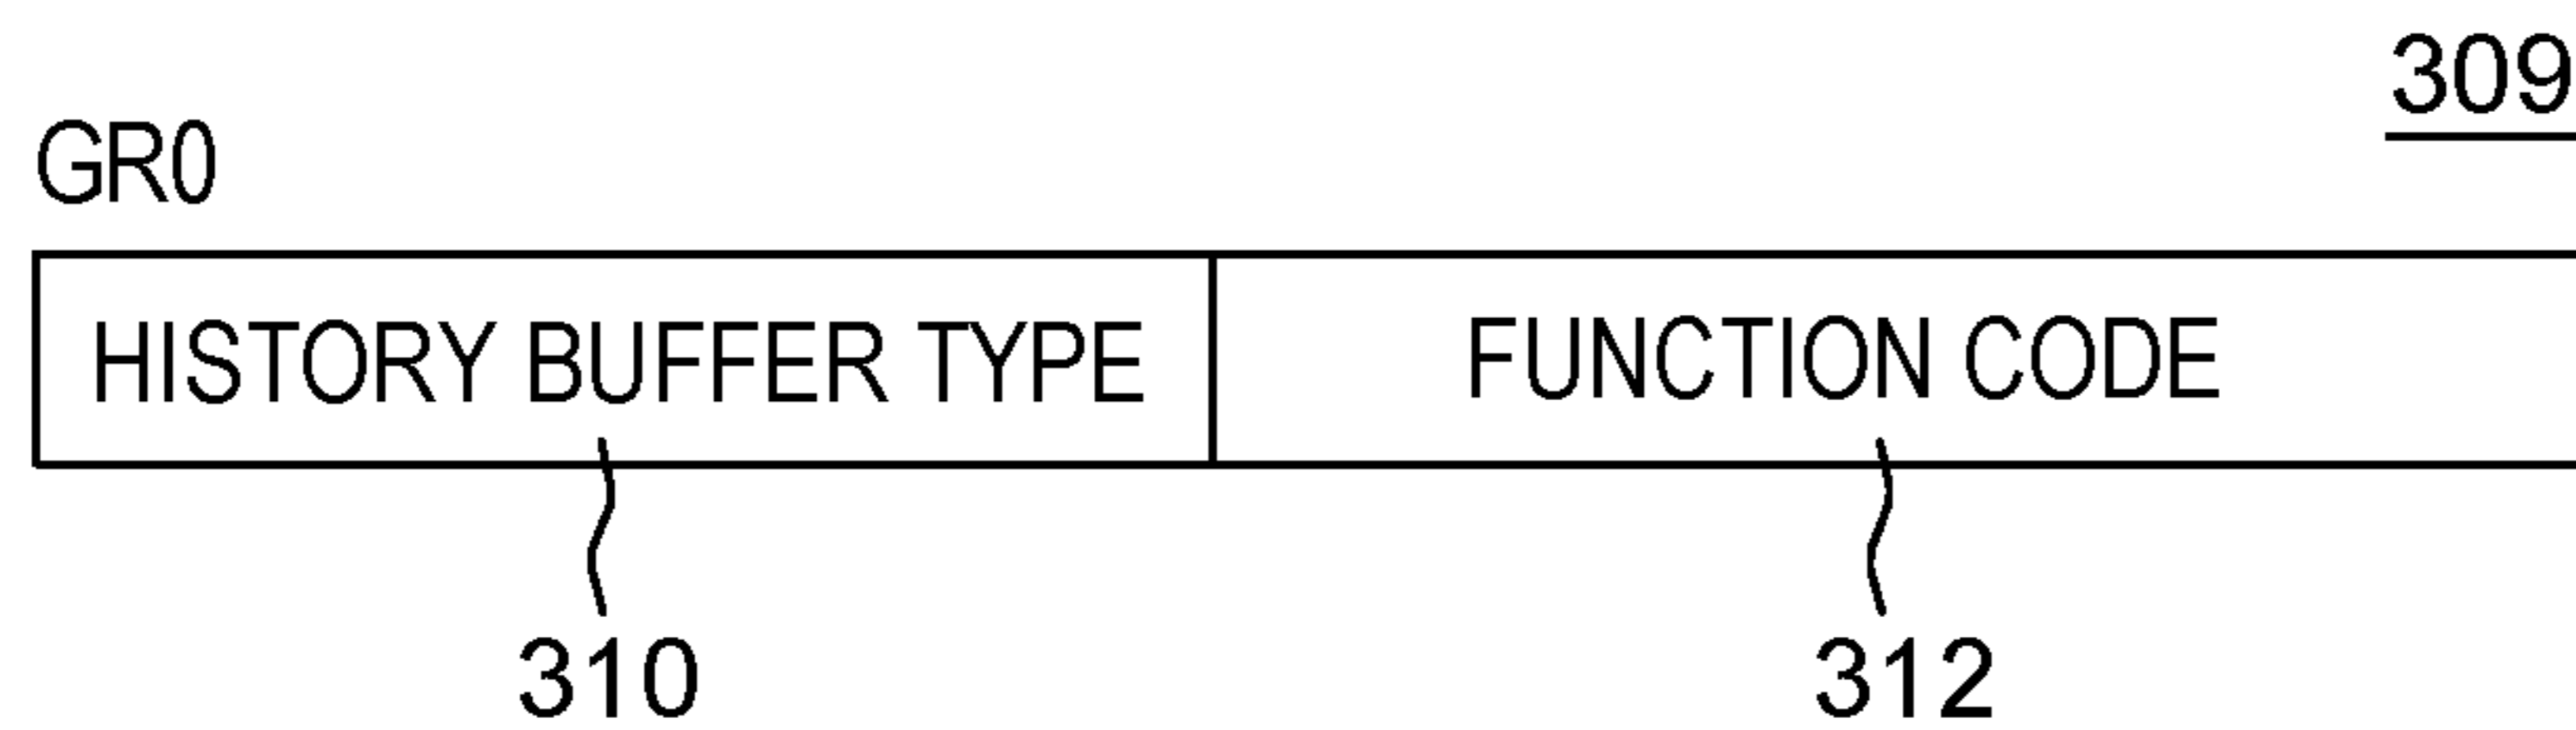 309
GR0
HISTORY BUFFER TYPE FUNCTION CODE
310 312